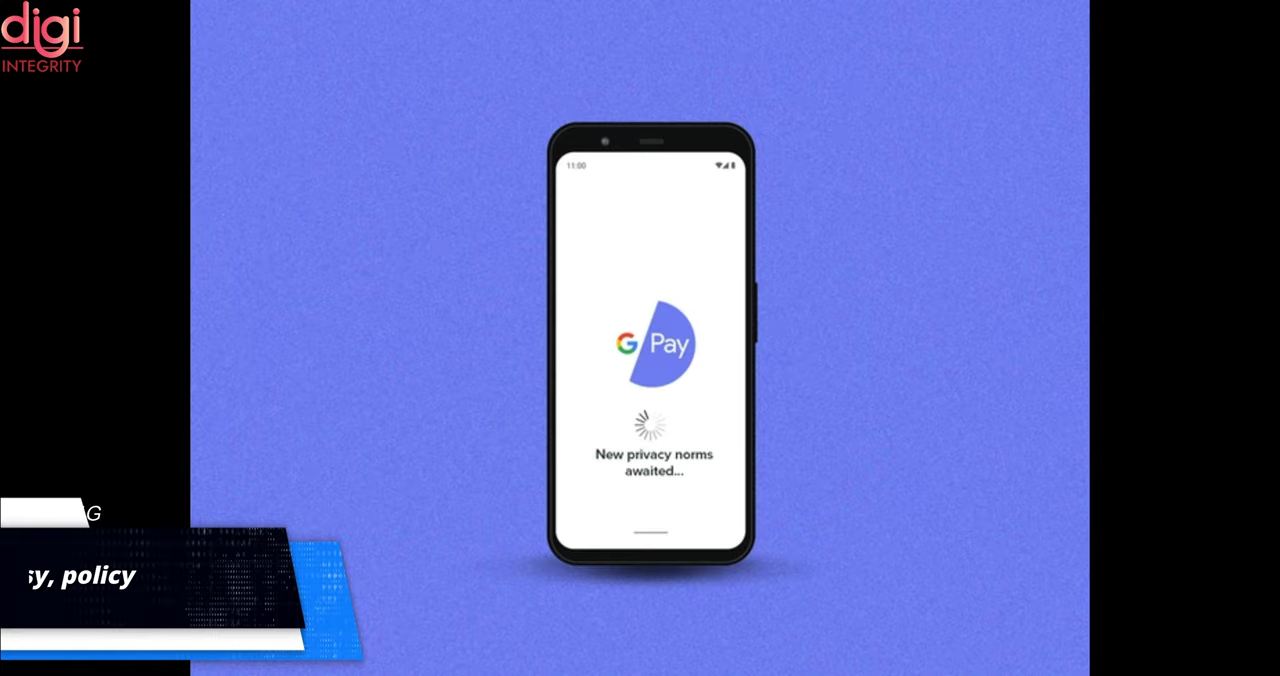 digi
INTEGRITY
11:00
G Pay
New privacy norms
awaited...
G
policy